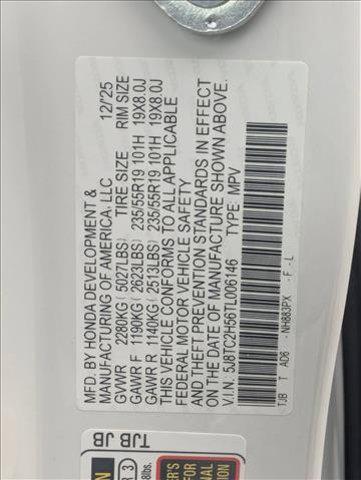 MFD. BY HONDA DEVELOPMENT &
MANUFACTURING OF AMERICA, LLC 12/'25
GVWR 2280KG (5027LBS) TIRE SIZE RIM SIZE
GAWR F 1190KG (2623LBS) 235/55R19 101H 19X8.0J
GAWR R 1140KG (2513LBS) 235/55R19 101H 19X8.0J
THIS VEHICLE CONFORMS TO ALL APPLICABLE
FEDERAL MOTOR VEHICLE SAFETY
AND THEFT PREVENTION STANDARDS IN EFFECT
ON THE DATE OF MANUFACTURE SHOWN ABOVE.
V.I.N. 5J8TC2H56TL006146 TYPE: MPV
TJB T AD6 - NH883PX - F - L
TJB JB